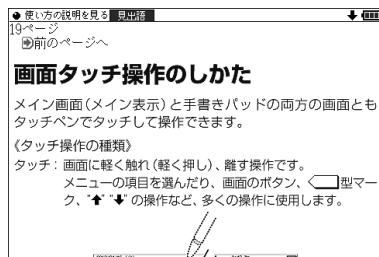 ● 使い方の説明を見る 見出語
19ページ
前のページへ
画面タッチ操作のしかた
メイン画面(メイン表示)と手書きパッドの両方の画面とも
タッチペンでタッチして操作できます。
《タッチ操作の種類》
タッチ：画面に軽く触れ(軽く押し)、離す操作です。
メニューの項目を選んだり、画面のボタン、型マー
ク、"⬆" "⬇" の操作など、多くの操作に使用します。